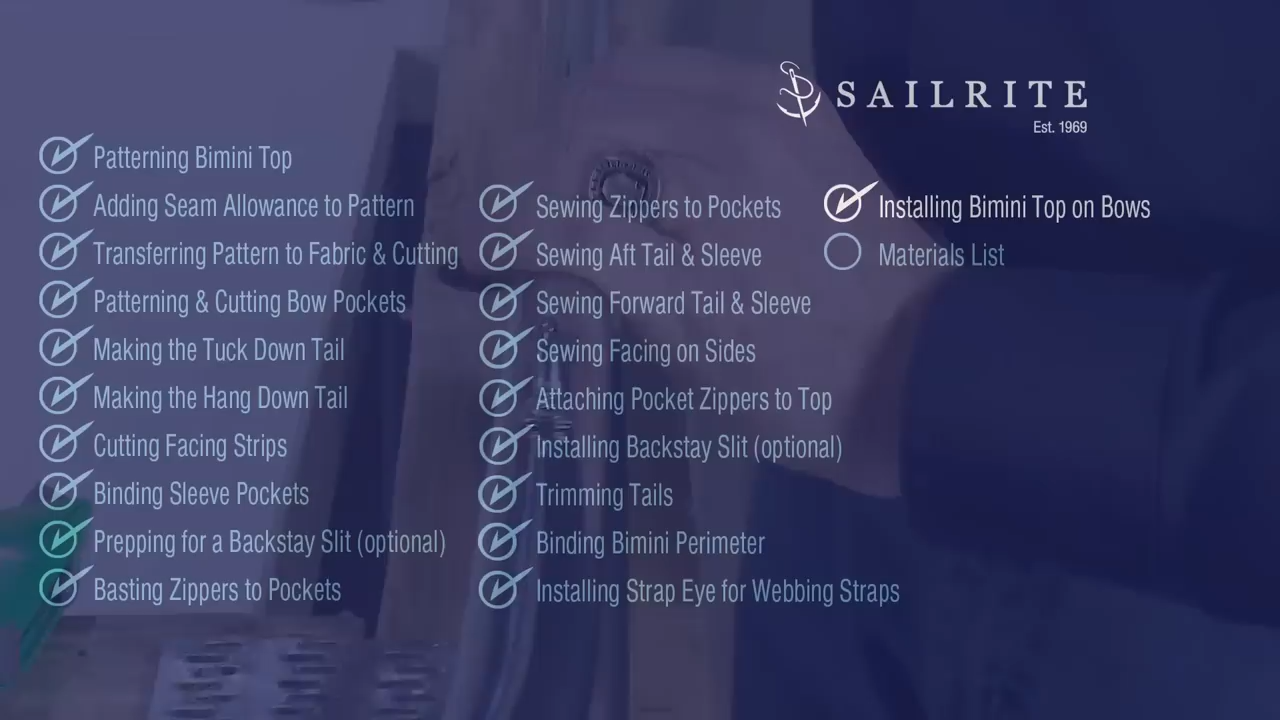 SAILRITE
Est. 1969
Patterning Bimini Top
Adding Seam Allowance to Pattern
Transferring Pattern to Fabric & Cutting
Patterning & Cutting Bow Pockets
Making the Tuck Down Tail
Making the Hang Down Tail
Cutting Facing Strips
Binding Sleeve Pockets
Prepping for a Backstay Slit (optional)
Basting Zippers to Pockets
Sewing Zippers to Pockets
Sewing Aft Tail & Sleeve
Sewing Forward Tail & Sleeve
Sewing Facing on Sides
Attaching Pocket Zippers to Top
Installing Backstay Slit (optional)
Trimming Tails
Binding Bimini Perimeter
Installing Strap Eye for Webbing Straps
Installing Bimini Top on Bows
Materials List